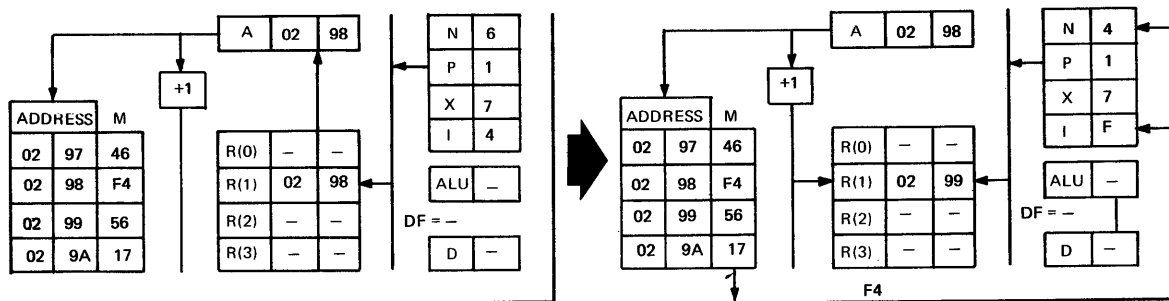 A 02 98
N 6
P 1
X 7
I 4
+1
ADDRESS M
02 97 46
02 98 F4
02 99 56
02 9A 17
R(0) – –
R(1) 02 98
R(2) – –
R(3) – –
ALU –
DF = –
D –
A 02 98
N 4
P 1
X 7
I F
+1
ADDRESS M
02 97 46
02 98 F4
02 99 56
02 9A 17
R(0) – –
R(1) 02 99
R(2) – –
R(3) – –
ALU –
DF = –
D –
F4